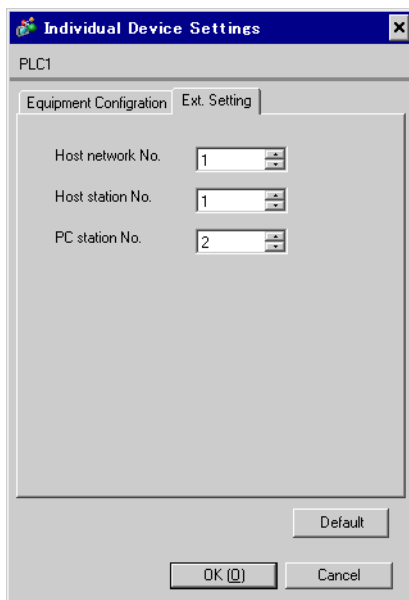 Individual Device Settings
PLC1
Equipment Configration Ext. Setting
Host network No. 1
Host station No. 1
PC station No. 2
Default
OK (O) Cancel